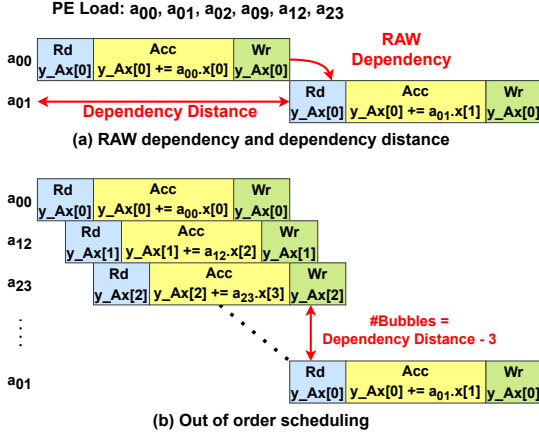 PE Load: a00, a01, a02, a09, a12, a23
a00
Rd
y_Ax[0]
Acc
y_Ax[0] += a00.x[0]
Wr
y_Ax[0]
RAW
Dependency
a01
Dependency Distance
Rd
y_Ax[0]
Acc
y_Ax[0] += a01.x[1]
Wr
y_Ax[0]
(a) RAW dependency and dependency distance
a00
Rd
y_Ax[0]
Acc
y_Ax[0] += a00.x[0]
Wr
y_Ax[0]
a12
Rd
y_Ax[1]
Acc
y_Ax[1] += a12.x[2]
Wr
y_Ax[1]
a23
Rd
y_Ax[2]
Acc
y_Ax[2] += a23.x[3]
Wr
y_Ax[2]
#Bubbles =
Dependency Distance - 3
a01
Rd
y_Ax[0]
Acc
y_Ax[0] += a01.x[1]
Wr
y_Ax[0]
(b) Out of order scheduling